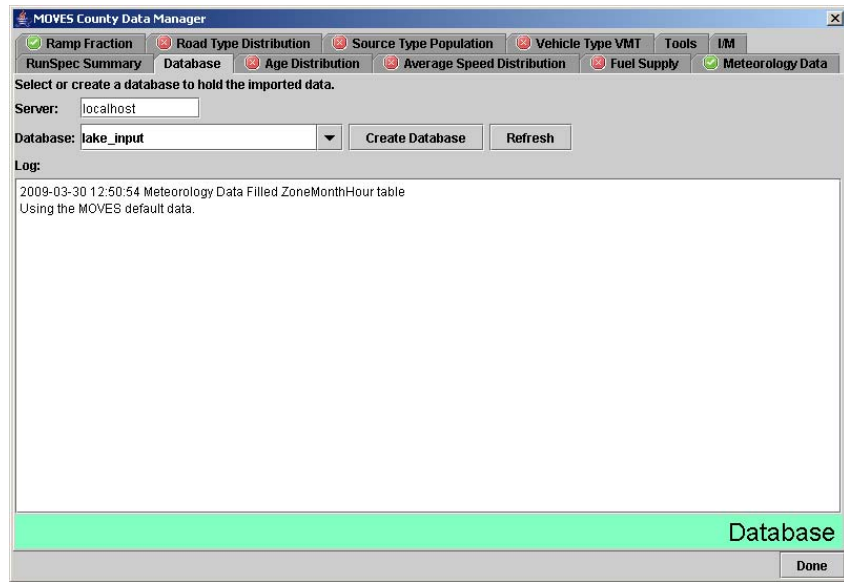 MOVES County Data Manager
Ramp Fraction Road Type Distribution Source Type Population Vehicle Type VMT Tools I/M
RunSpec Summary Database Age Distribution Average Speed Distribution Fuel Supply Meteorology Data
Select or create a database to hold the imported data.
Server: localhost
Database: lake_input Create Database Refresh
Log:
2009-03-30 12:50:54 Meteorology Data Filled ZoneMonthHour table
Using the MOVES default data.
Database
Done